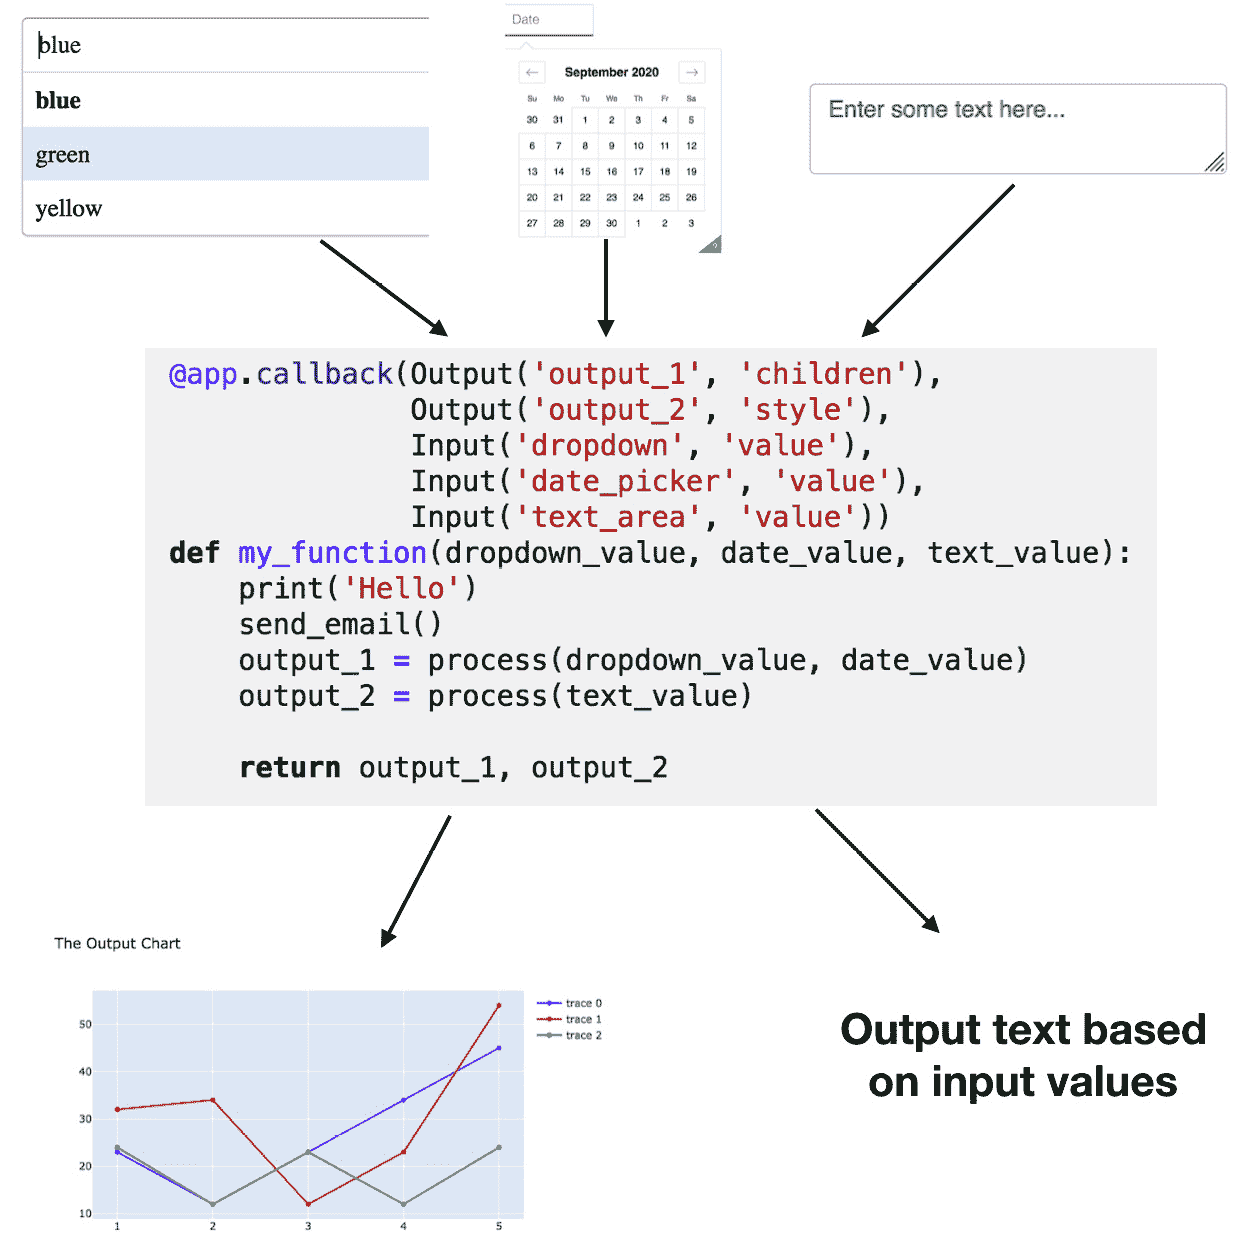 blue
blue
green
yellow
Date
September 2020
Su Mo Tu We Th Fr Sa
30 31 1 2 3 4 5
6 7 8 9 10 11 12
13 14 15 16 17 18 19
20 21 22 23 24 25 26
27 28 29 30 1 2 3
?
Enter some text here...
@app.callback(Output('output_1', 'children'),
Output('output_2', 'style'),
Input('dropdown', 'value'),
Input('date_picker', 'value'),
Input('text_area', 'value'))
def my_function(dropdown_value, date_value, text_value):
print('Hello')
send_email()
output_1 = process(dropdown_value, date_value)
output_2 = process(text_value)
return output_1, output_2
The Output Chart
50
40
30
20
10
1 2 3 4 5
trace 0
trace 1
trace 2
Output text based
on input values